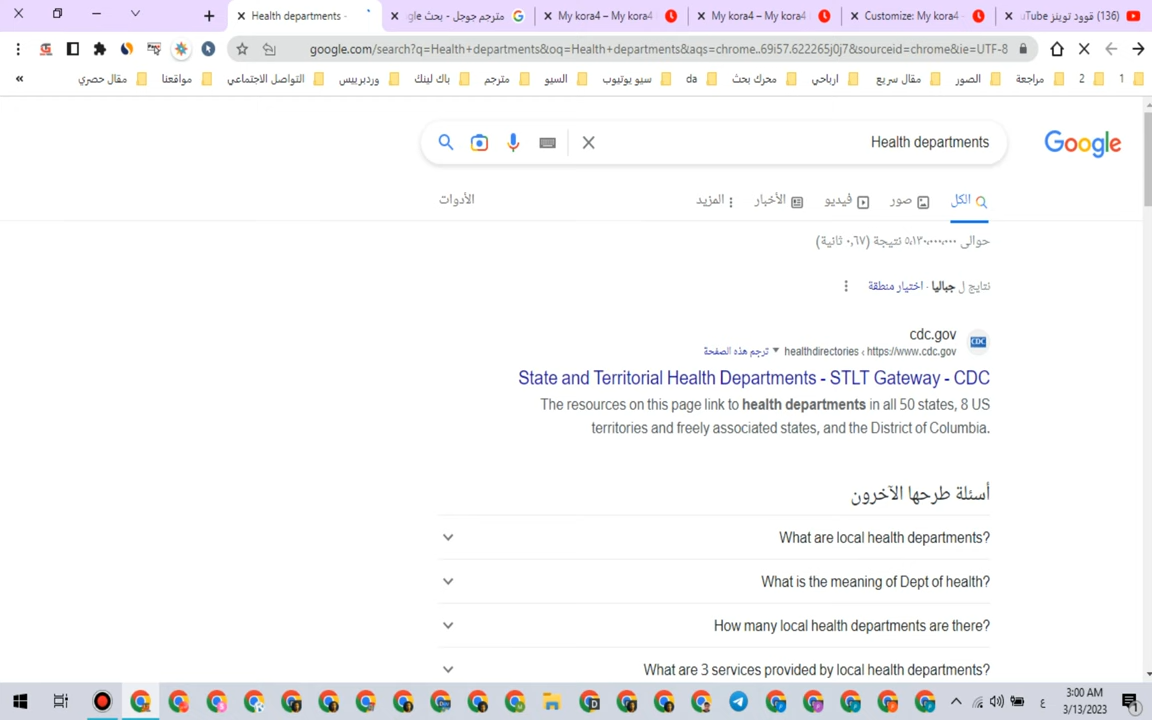 Health departments -
مترجم جوجل - بحث gle
My kora4 – My kora4
My kora4 – My kora4
Customize: My kora4 -
(136) قوود توينز uTube
google.com/search?q=Health+departments&oq=Health+departments&aqs=chrome..69i57.622265j0j7&sourceid=chrome&ie=UTF-8
1
2
مراجعة
الصور
مقال سريع
ارباحي
محرك بحث
da
سيو يوتيوب
السيو
مترجم
باك لينك
وردبرييس
التواصل الاجتماعي
مواقعنا
مقال حصري
«
Google
Health departments
الكل
صور
فيديو
الأخبار
المزيد
الأدوات
حوالى ٥,١٣٠,٠٠٠,٠٠٠ نتيجة (٠,٦٧ ثانية)
نتايج ل جباليا · اختيار منطقة
CDC
cdc.gov
https://www.cdc.gov › healthdirectories ترجم هذه الصفحة
State and Territorial Health Departments - STLT Gateway - CDC
The resources on this page link to health departments in all 50 states, 8 US
territories and freely associated states, and the District of Columbia.
أسئلة طرحها الآخرون
What are local health departments?
What is the meaning of Dept of health?
How many local health departments are there?
What are 3 services provided by local health departments?
ع
3:00 AM
3/13/2023